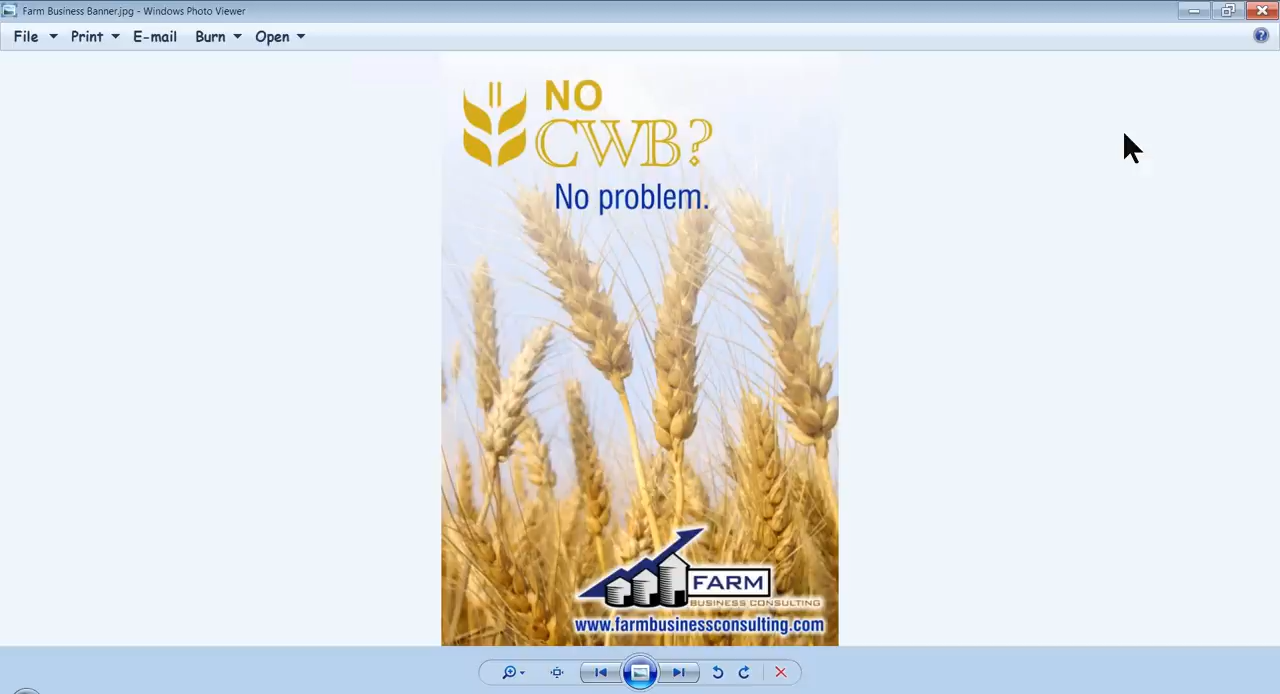 Farm Business Banner.jpg - Windows Photo Viewer
File Print E-mail Burn Open
NO
CWB?
No problem.
FARM
BUSINESS CONSULTING
www.farmbusinessconsulting.com